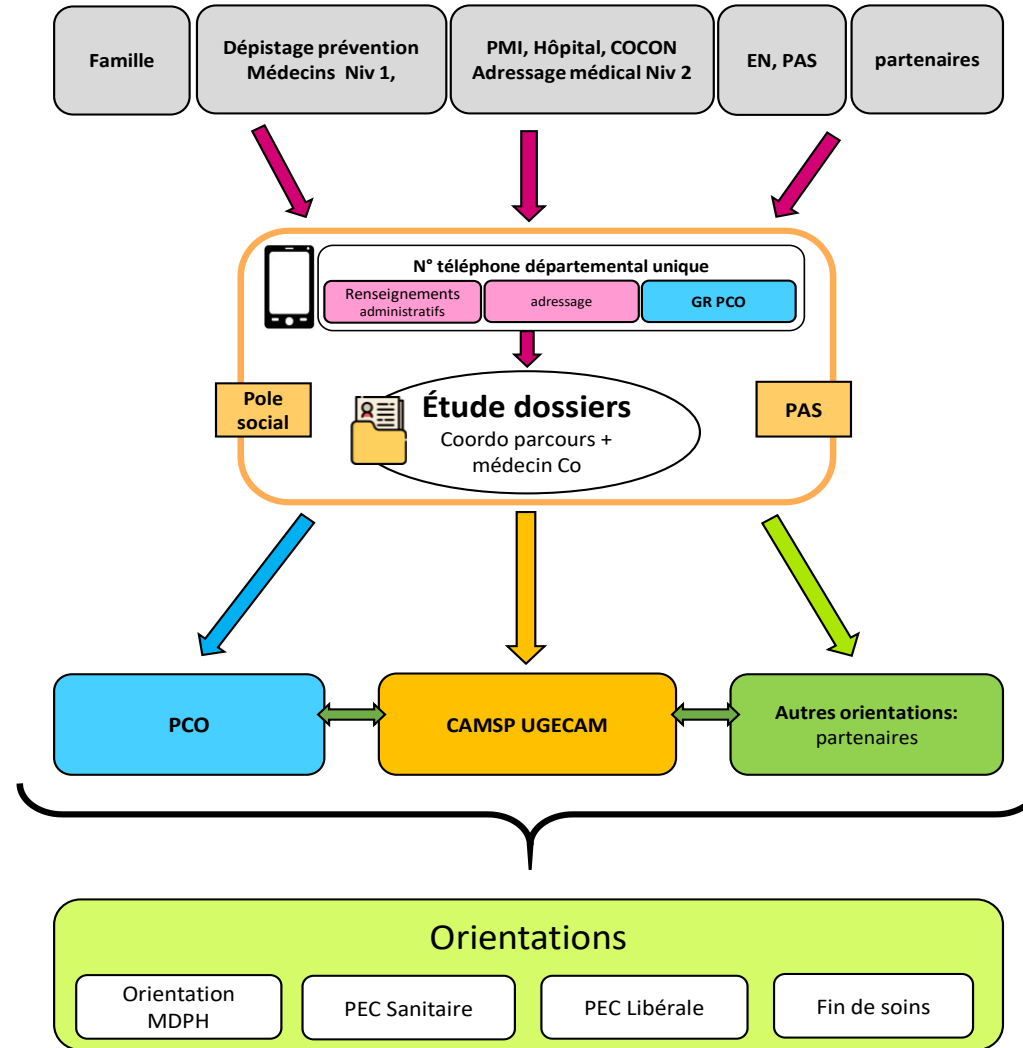 Famille
Dépistage prévention
Médecins  Niv 1,
PMI, Hôpital, COCON
Adressage médical Niv 2
EN, PAS
partenaires
N° téléphone départemental unique
Renseignements
administratifs
adressage
GR PCO
Pole
social
Étude dossiers
Coordo parcours +
médecin Co
PAS
PCO
CAMSP UGECAM
Autres orientations:
partenaires
Orientations
Orientation
MDPH
PEC Sanitaire
PEC Libérale
Fin de soins